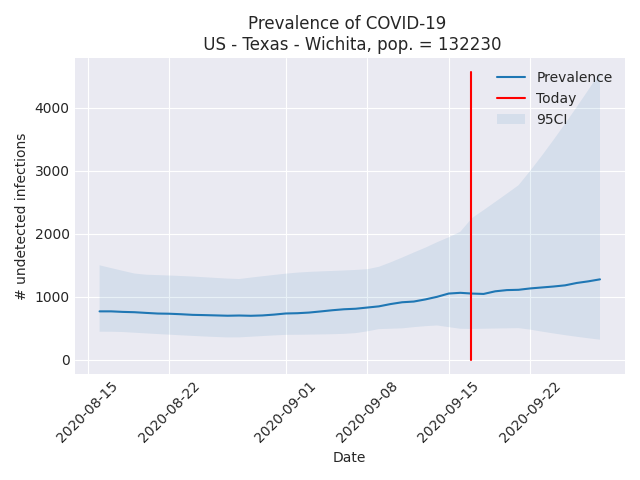 Prevalence of COVID-19
US - Texas - Wichita, pop. = 132230
Prevalence
Today
95CI
# undetected infections
4000
3000
2000
1000
0
2020-08-15
2020-08-22
2020-09-01
2020-09-08
2020-09-15
2020-09-22
Date